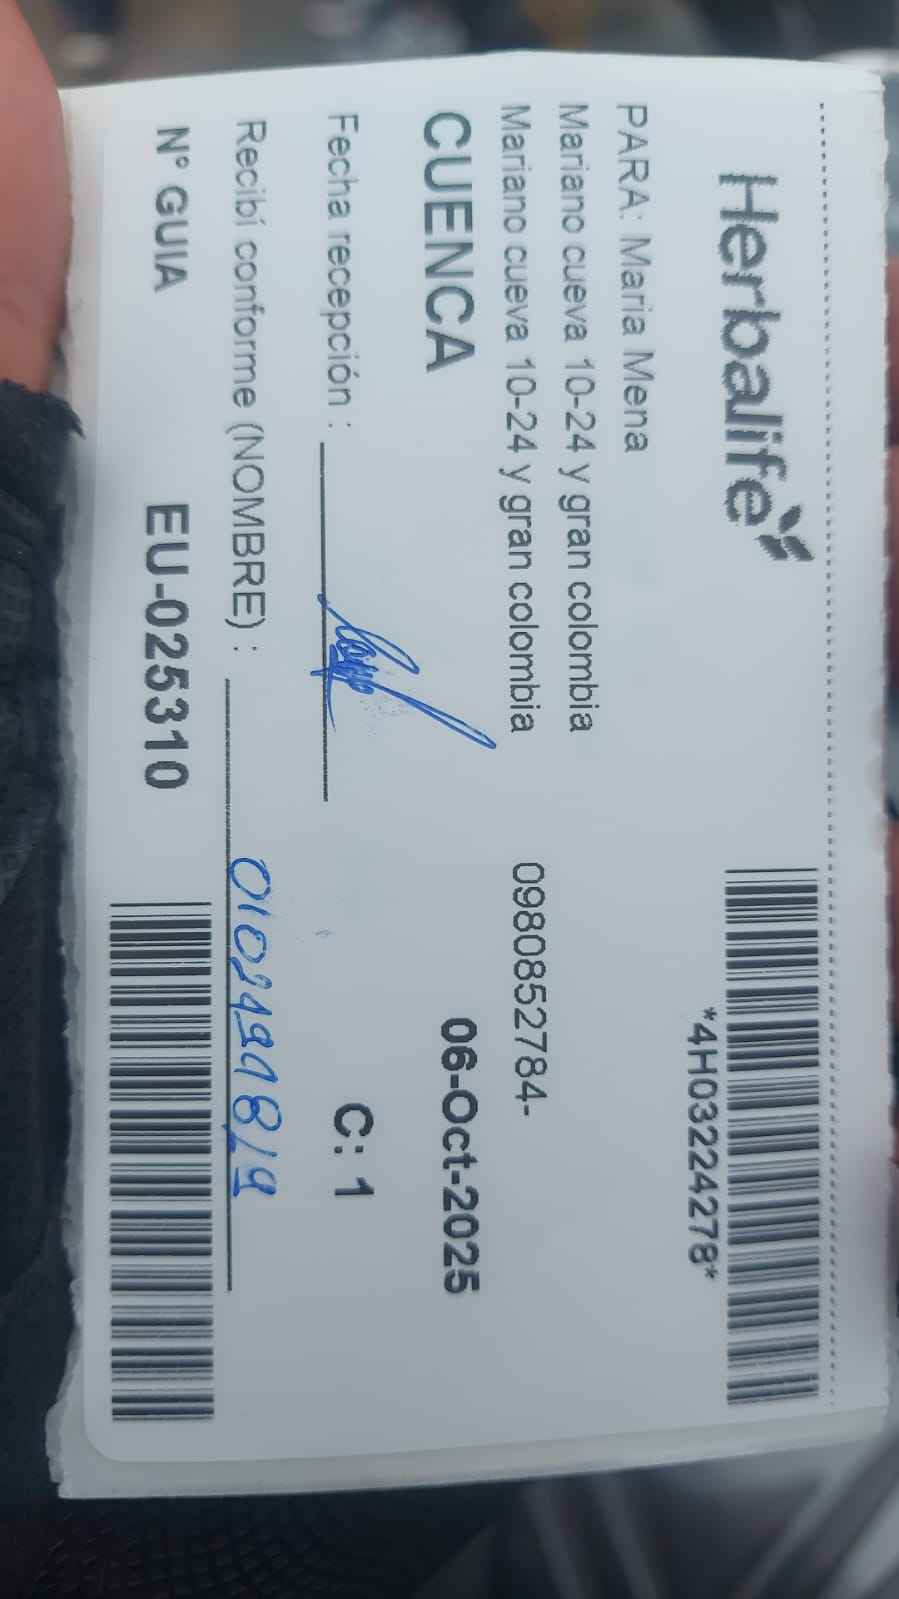 Herbalife
*4H03224278*
PARA: Maria Mena
Mariano cueva 10-24 y gran colombia
Mariano cueva 10-24 y gran colombia 0980852784-
CUENCA 06-Oct-2025
Fecha recepción : C: 1
Recibí conforme (NOMBRE) :
N° GUIA EU-025310